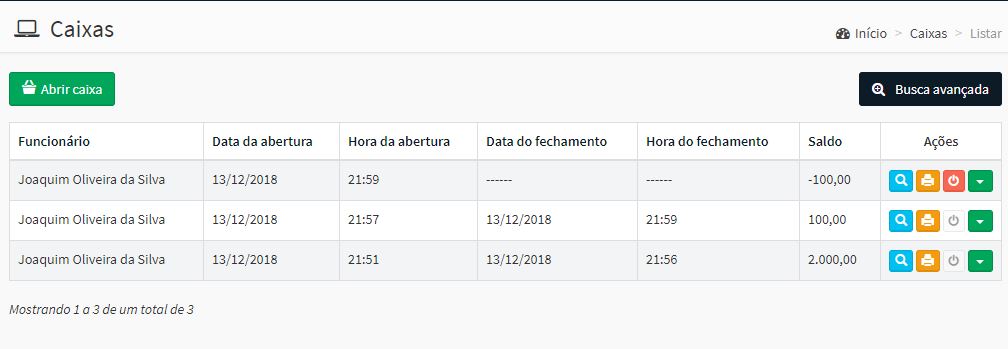 Caixas
Início > Caixas > Listar
Abrir caixa
Busca avançada
Funcionário Data da abertura Hora da abertura Data do fechamento Hora do fechamento Saldo Ações
Joaquim Oliveira da Silva 13/12/2018 21:59 ------ ------ -100,00
Joaquim Oliveira da Silva 13/12/2018 21:57 13/12/2018 21:59 100,00
Joaquim Oliveira da Silva 13/12/2018 21:51 13/12/2018 21:56 2.000,00
Mostrando 1 a 3 de um total de 3